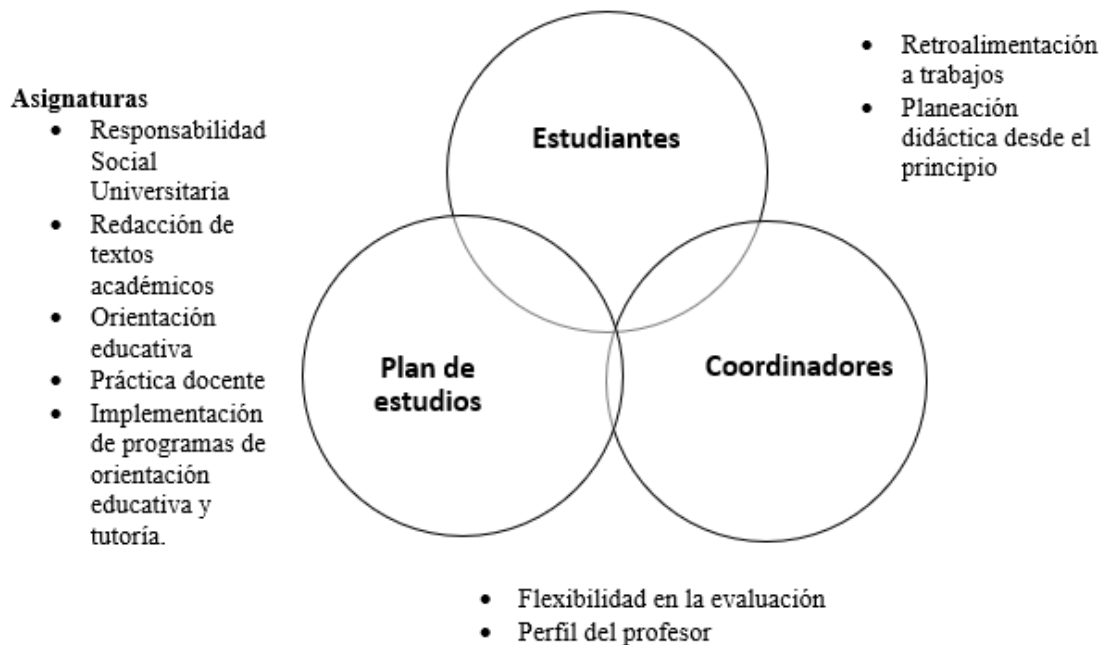 Asignaturas
• Responsabilidad
Social
Universitaria
• Redacción de
textos
académicos
• Orientación
educativa
• Práctica docente
• Implementación
de programas de
orientación
educativa y
tutoría.
Estudiantes
Plan de
estudios
Coordinadores
• Retroalimentación
a trabajos
• Planeación
didáctica desde el
principio
• Flexibilidad en la evaluación
• Perfil del profesor